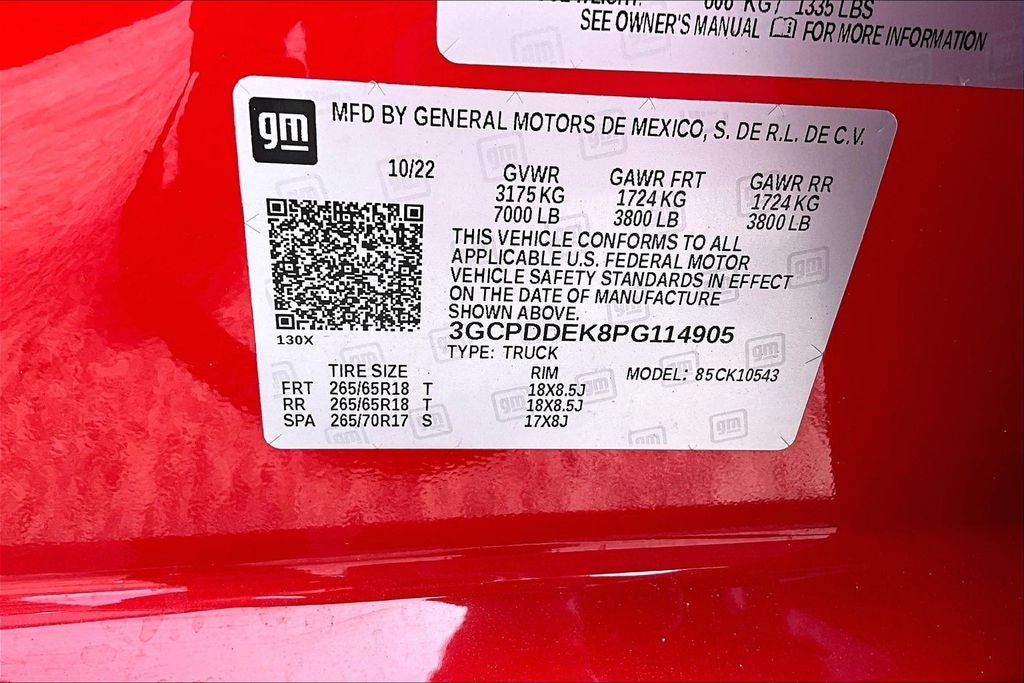 KG / 1335 LBS
SEE OWNER'S MANUAL FOR MORE INFORMATION
gm MFD BY GENERAL MOTORS DE MEXICO, S. DE R.L. DE C.V.
10/22 GVWR GAWR FRT GAWR RR
3175 KG 1724 KG 1724 KG
7000 LB 3800 LB 3800 LB
THIS VEHICLE CONFORMS TO ALL
APPLICABLE U.S. FEDERAL MOTOR
VEHICLE SAFETY STANDARDS IN EFFECT
ON THE DATE OF MANUFACTURE
SHOWN ABOVE.
3GCPDDEK8PG114905
130X
TYPE: TRUCK
TIRE SIZE RIM MODEL: 85CK10543
FRT 265/65R18 T 18X8.5J
RR 265/65R18 T 18X8.5J
SPA 265/70R17 S 17X8J